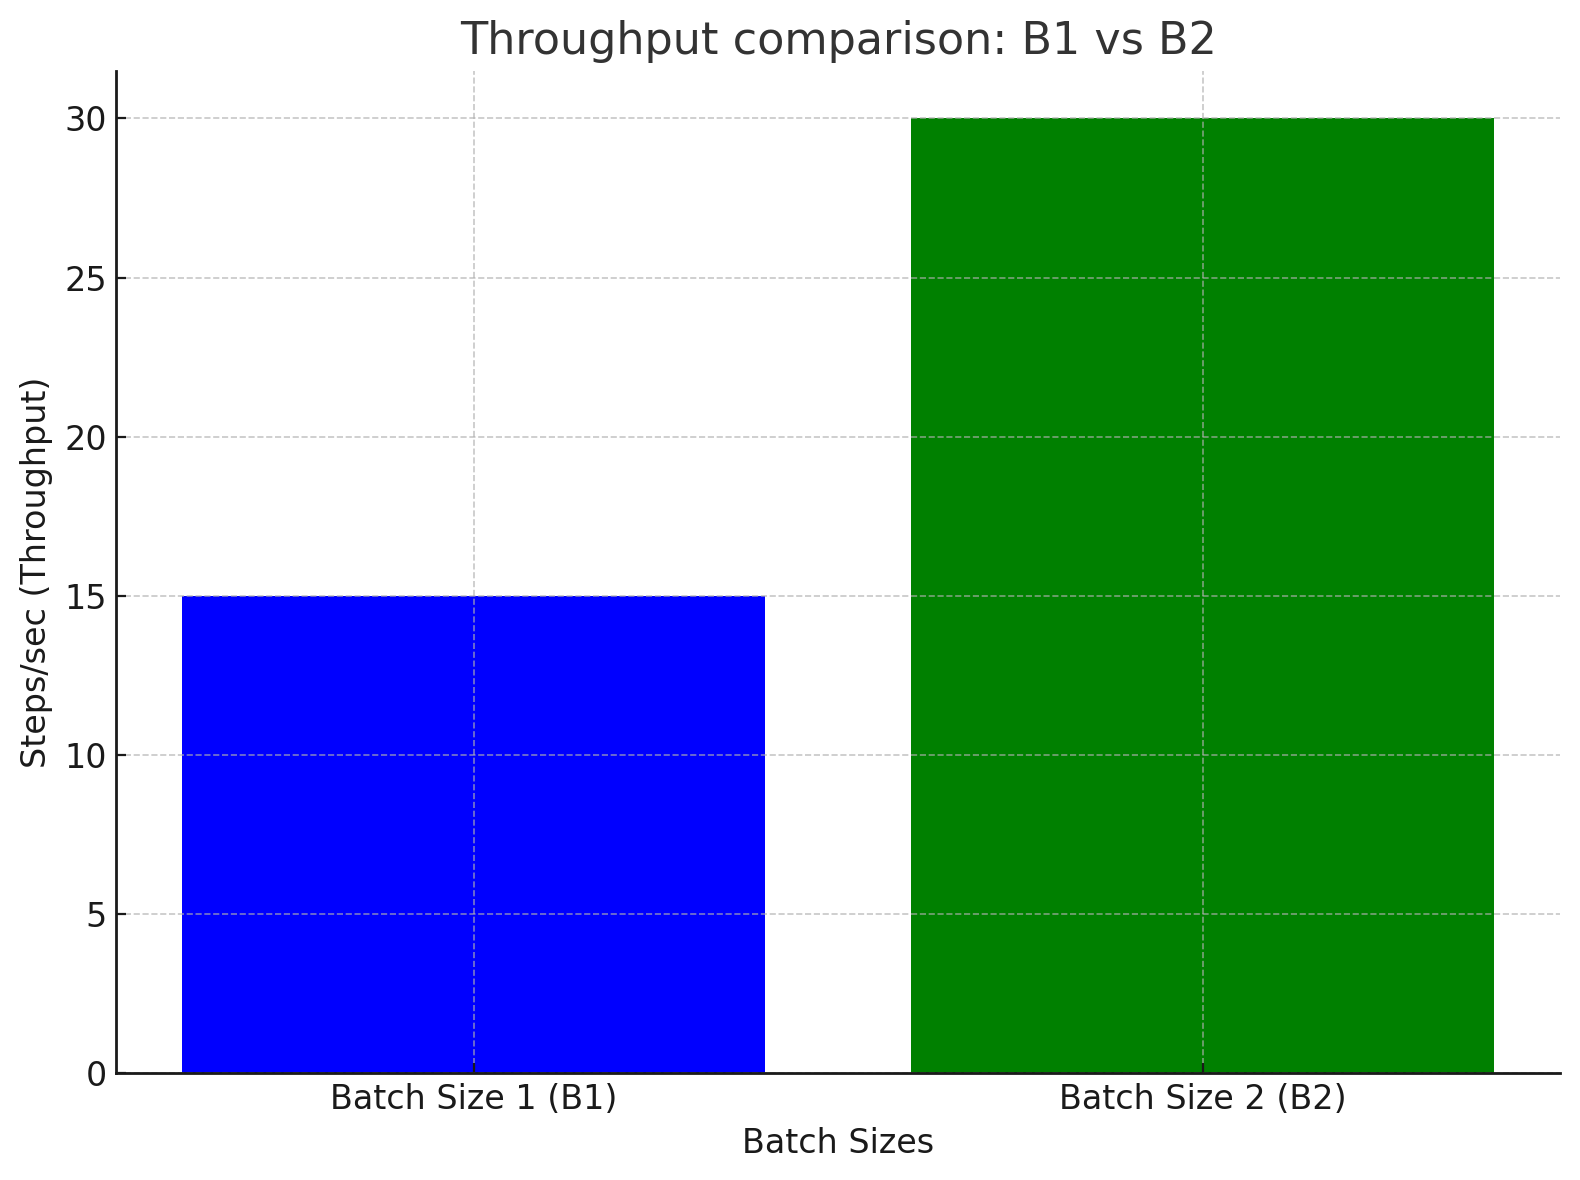 Throughput comparison: B1 vs B2
30
25
20
15
10
5
0
Steps/sec (Throughput)
Batch Size 1 (B1)
Batch Size 2 (B2)
Batch Sizes